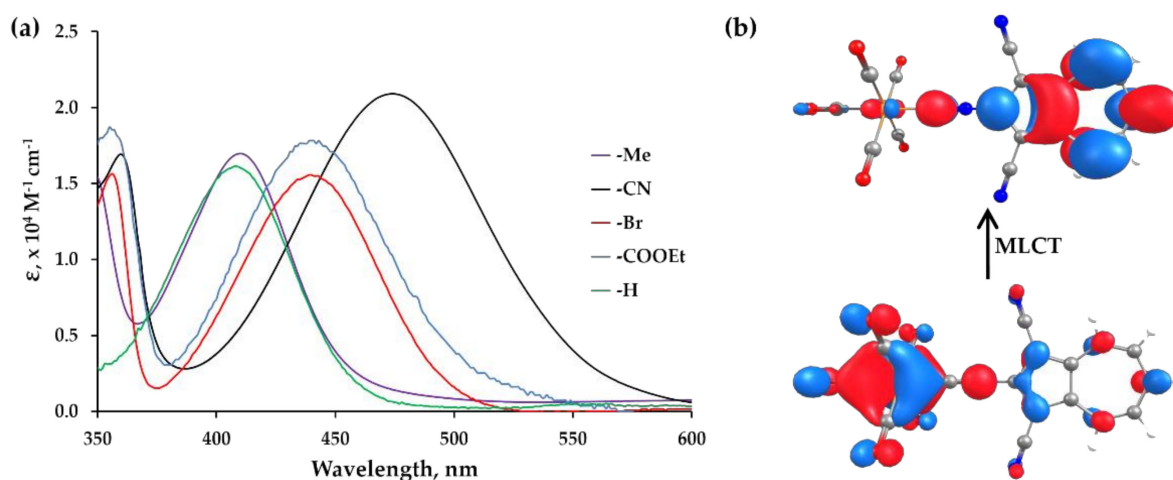 (a)
2.5
2.0
1.5
1.0
0.5
0.0
ε, x 10⁴ M⁻¹ cm⁻¹
350
400
450
500
550
600
Wavelength, nm
-Me
-CN
-Br
-COOEt
-H
(b)
MLCT